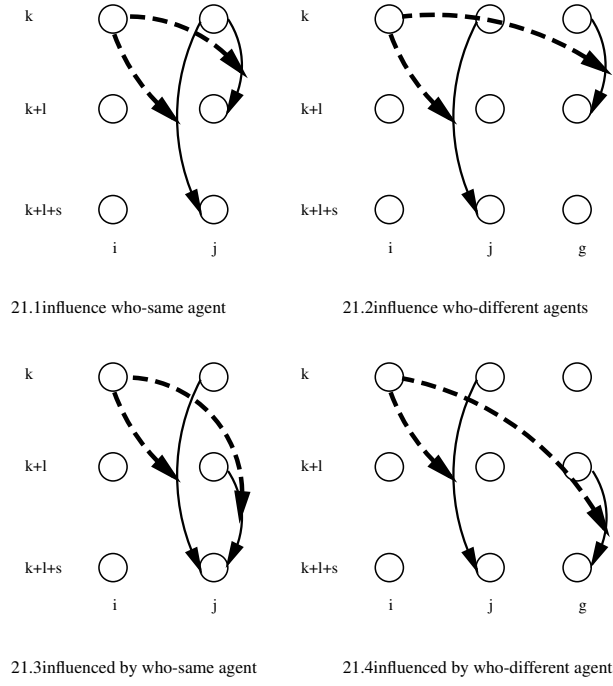 k
k
k+l
k+l
k+l+s
k+l+s
i
j
i
j
g
21.1influence who-same agent
21.2influence who-different agents
k
k
k+l
k+l
k+l+s
k+l+s
i
j
i
j
g
21.3influenced by who-same agent
21.4influenced by who-different agent